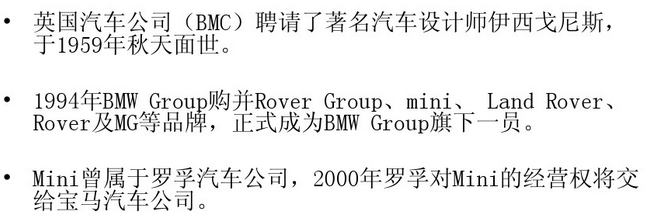 • 英国汽车公司（BMC）聘请了著名汽车设计师伊西戈尼斯，
于1959年秋天面世。
• 1994年BMW Group购并Rover Group、mini、 Land Rover、
Rover及MG等品牌，正式成为BMW Group旗下一员。
• Mini曾属于罗孚汽车公司，2000年罗孚对Mini的经营权将交
给宝马汽车公司。